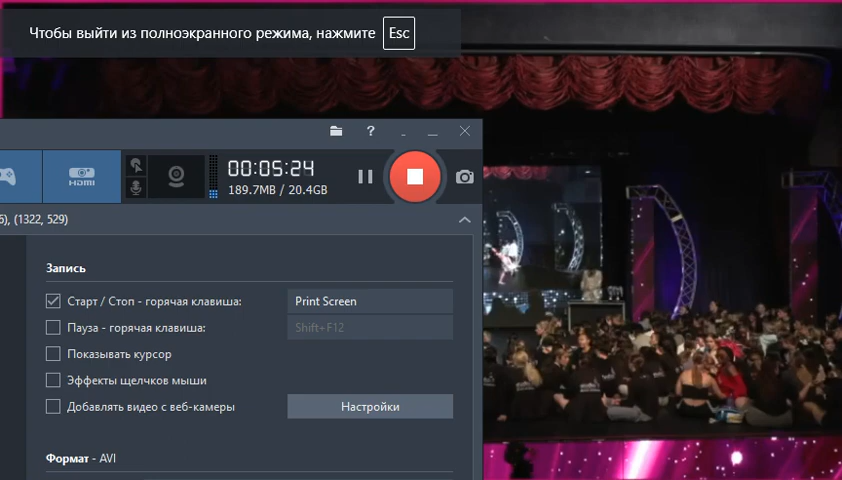 Чтобы выйти из полноэкранного режима, нажмите Esc
?
HDMI
00:05:24
189.7MB / 20.4GB
6), (1322, 529)
Запись
Старт / Стоп - горячая клавиша: Print Screen
Пауза - горячая клавиша: Shift+F12
Показывать курсор
Эффекты щелчков мыши
Добавлять видео с веб-камеры Настройки
Формат - AVI